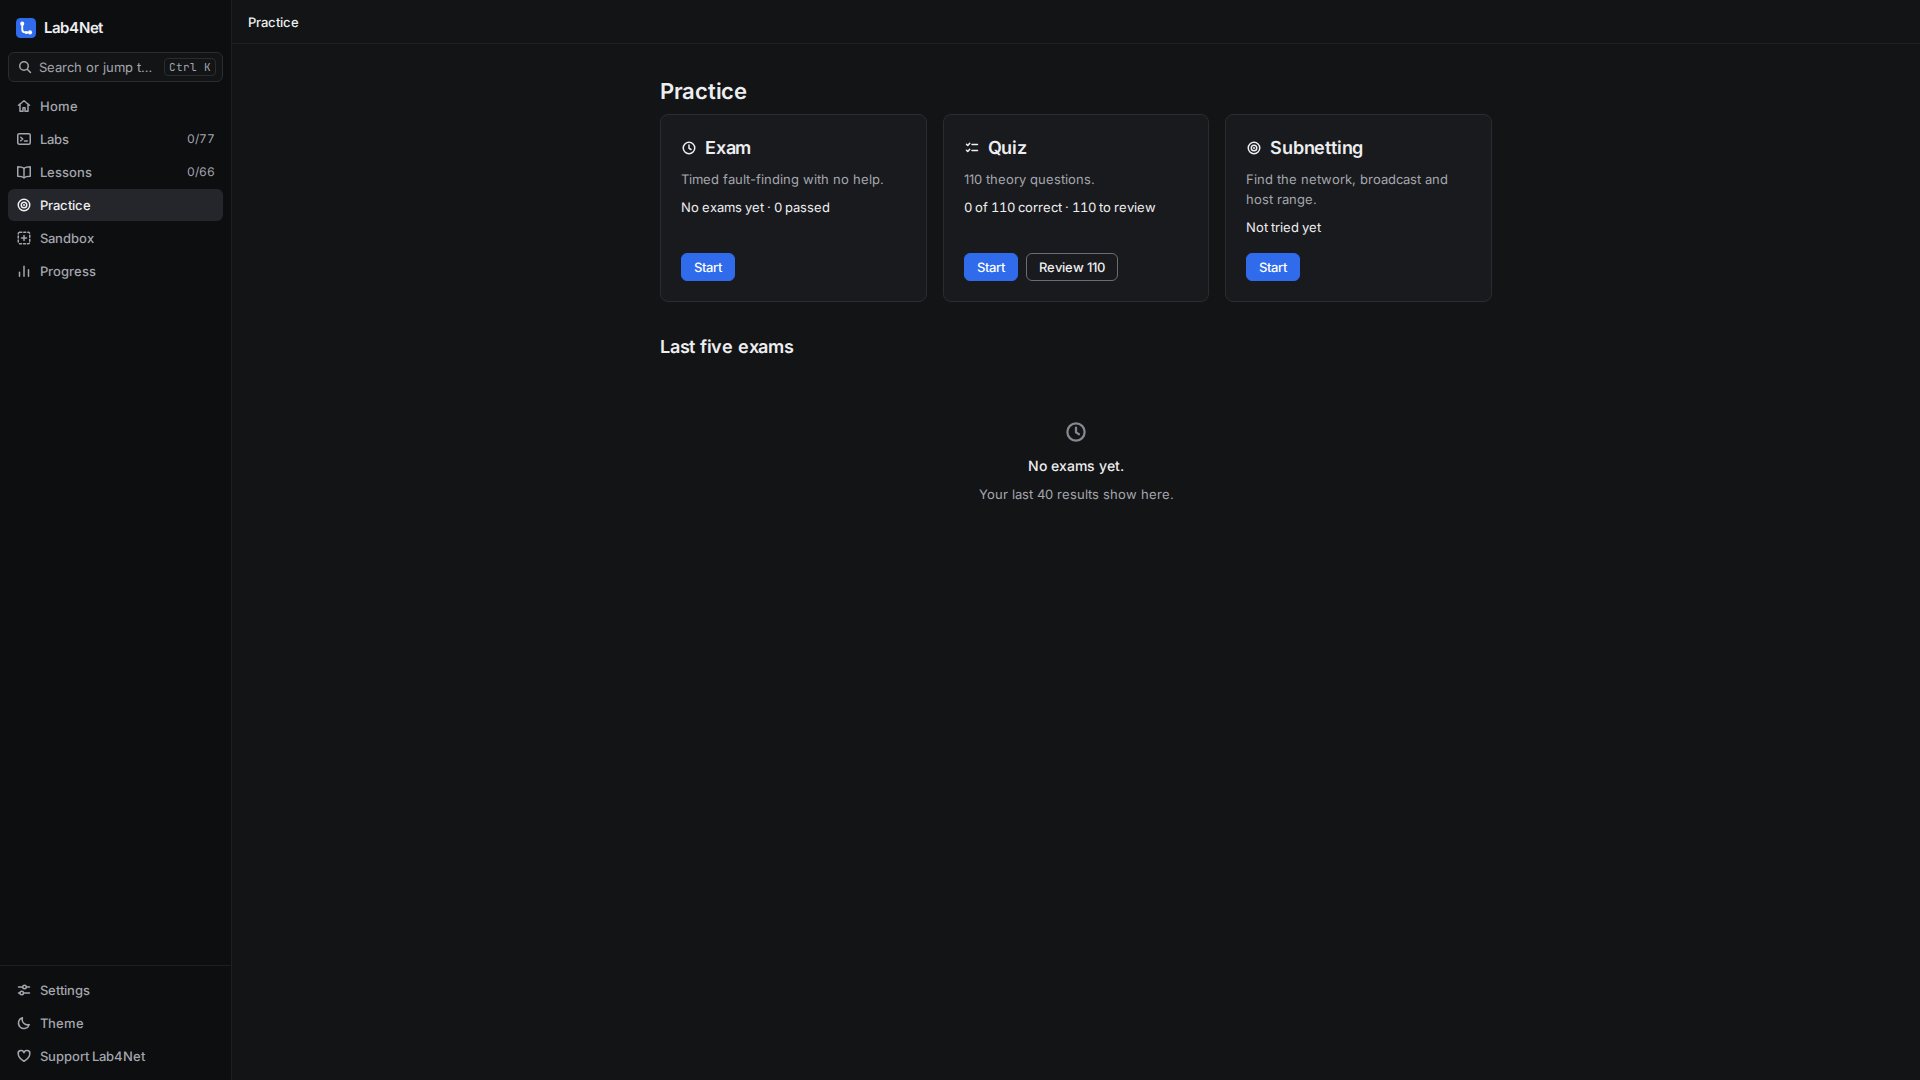 Lab4Net
Search or jump t...
Ctrl K
Home
Labs 0/77
Lessons 0/66
Practice
Sandbox
Progress
Settings
Theme
Support Lab4Net
Practice
Practice
Exam
Timed fault-finding with no help.
No exams yet · 0 passed
Start
Quiz
110 theory questions.
0 of 110 correct · 110 to review
Start
Review 110
Subnetting
Find the network, broadcast and
host range.
Not tried yet
Start
Last five exams
No exams yet.
Your last 40 results show here.